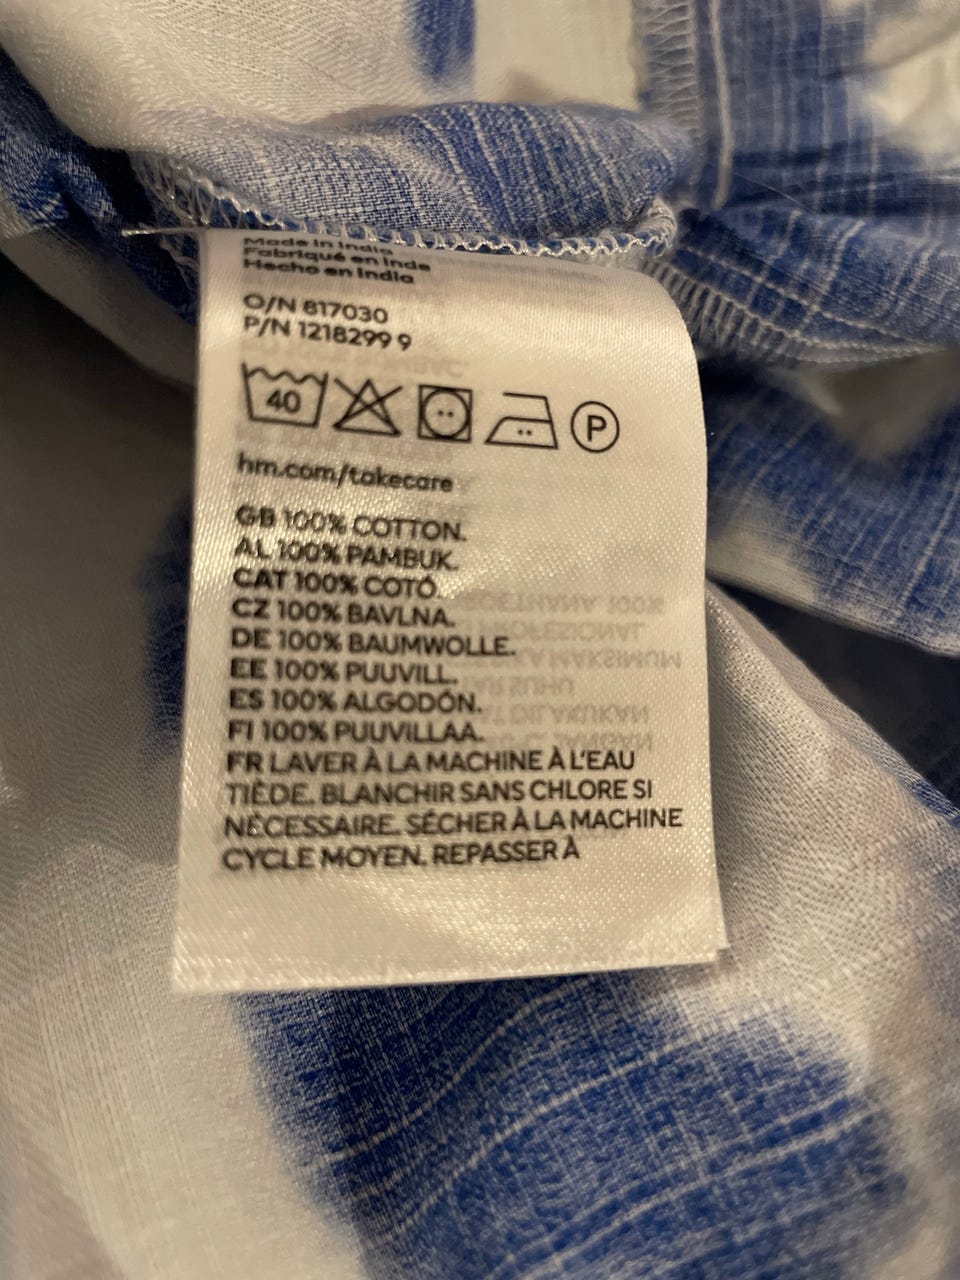 Made in India
Fabriqué en Inde
Hecho en India
O/N 817030
P/N 1218299 9
40 P
hm.com/takecare
GB 100% COTTON.
AL 100% PAMBUK.
CAT 100% COTÓ.
CZ 100% BAVLNA.
DE 100% BAUMWOLLE.
EE 100% PUUVILL.
ES 100% ALGODÓN.
FI 100% PUUVILLAA.
FR LAVER À LA MACHINE À L'EAU
TIÈDE. BLANCHIR SANS CHLORE SI
NÉCESSAIRE. SÉCHER À LA MACHINE
CYCLE MOYEN. REPASSER À